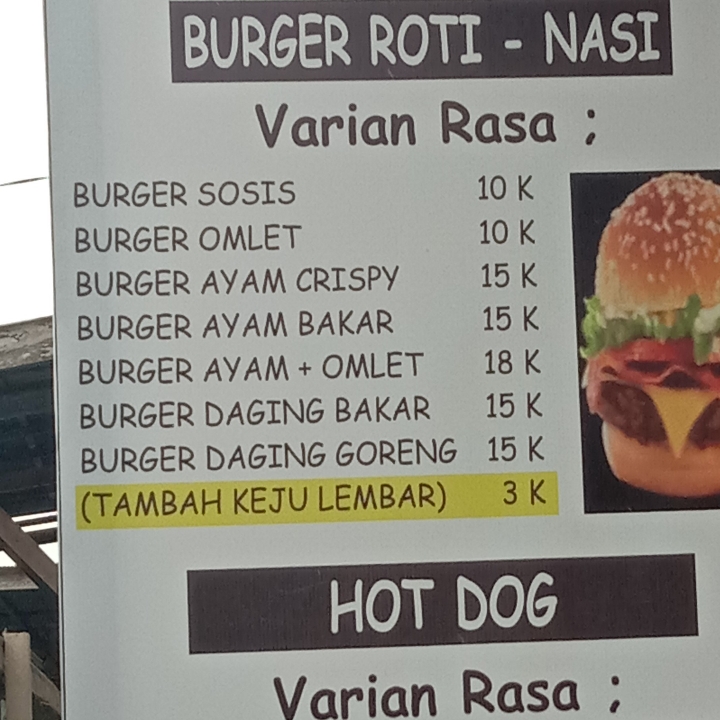 BURGER ROTI - NASI
Varian Rasa ;
BURGER SOSIS 10 K
BURGER OMLET 10 K
BURGER AYAM CRISPY 15 K
BURGER AYAM BAKAR 15 K
BURGER AYAM + OMLET 18 K
BURGER DAGING BAKAR 15 K
BURGER DAGING GORENG 15 K
(TAMBAH KEJU LEMBAR) 3 K
HOT DOG
Varian Rasa ;